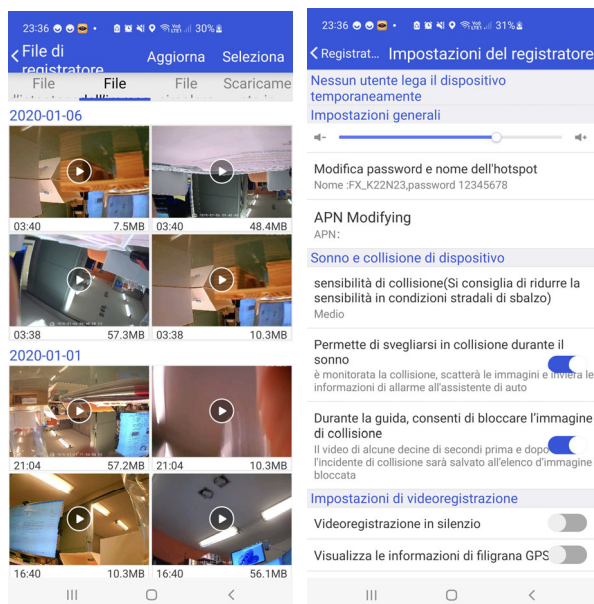 23:36
30%
File di
registratore
Aggiorna Seleziona
File File File Scaricame
2020-01-06
03:40 7.5MB 03:40 48.4MB
03:38 57.3MB 03:38 10.3MB
2020-01-01
21:04 57.2MB 21:04 10.3MB
16:40 10.3MB 16:40 56.1MB
23:36
31%
Registrat... Impostazioni del registratore
Nessun utente lega il dispositivo
temporaneamente
Impostazioni generali
Modifica password e nome dell'hotspot
Nome :FX_K22N23,password 12345678
APN Modifying
APN:
Sonno e collisione di dispositivo
sensibilità di collisione(Si consiglia di ridurre la
sensibilità in condizioni stradali di sbalzo)
Medio
Permette di svegliarsi in collisione durante il
sonno
è monitorata la collisione, scatterà le immagini e invierà le
informazioni di allarme all'assistente di auto
Durante la guida, consenti di bloccare l'immagine
di collisione
Il video di alcune decine di secondi prima e dopo
l'incidente di collisione sarà salvato all'elenco d'immagine
bloccata
Impostazioni di videoregistrazione
Videoregistrazione in silenzio
Visualizza le informazioni di filigrana GPS